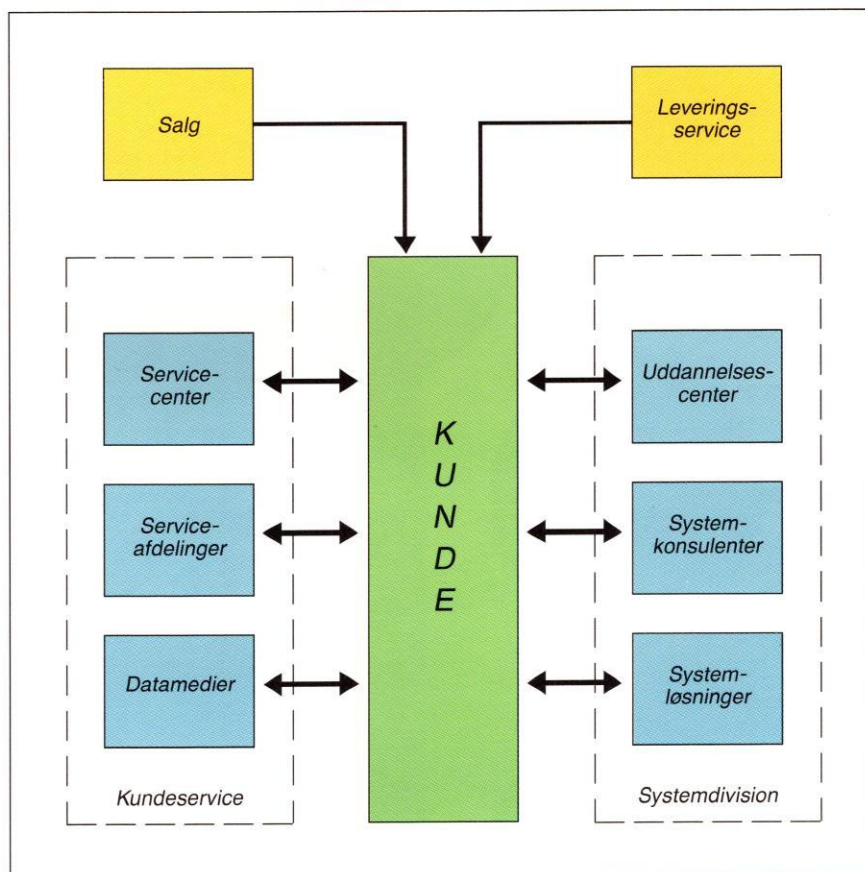 Salg
Leverings-
service
Service-
center
Service-
afdelinger
Datamedier
Kundeservice
K
U
N
D
E
Uddannelses-
center
System-
konsulenter
System-
løsninger
Systemdivision